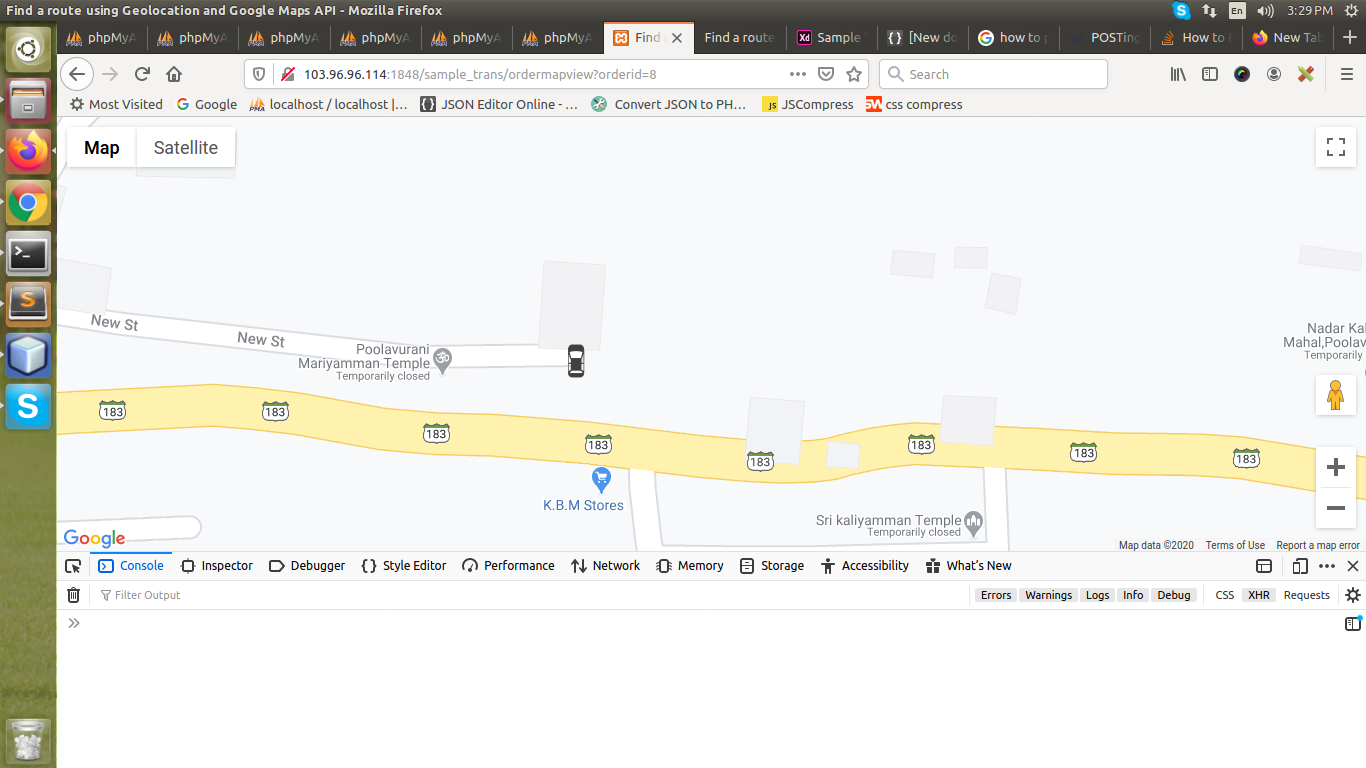 Find a route using Geolocation and Google Maps API - Mozilla Firefox
En
3:29 PM
phpMyA
phpMyA
phpMyA
phpMyA
phpMyA
phpMyA
Find
Find a route
Xd
Sample
[New do
how to p
POSTing
How to
New Tab
103.96.96.114:1848/sample_trans/ordermapview?orderid=8
Search
Most Visited
Google
localhost / localhost |...
JSON Editor Online - ...
Convert JSON to PH...
JSCompress
css compress
Map
Satellite
New St
New St
Poolavurani
Mariyamman Temple
Temporarily closed
Nadar Kal
Mahal,Poolav
Temporarily
183
183
183
183
183
183
183
183
K.B.M Stores
Sri kaliyamman Temple
Temporarily closed
Google
Map data ©2020
Terms of Use
Report a map error
Console
Inspector
Debugger
Style Editor
Performance
Network
Memory
Storage
Accessibility
What's New
Filter Output
Errors
Warnings
Logs
Info
Debug
CSS
XHR
Requests